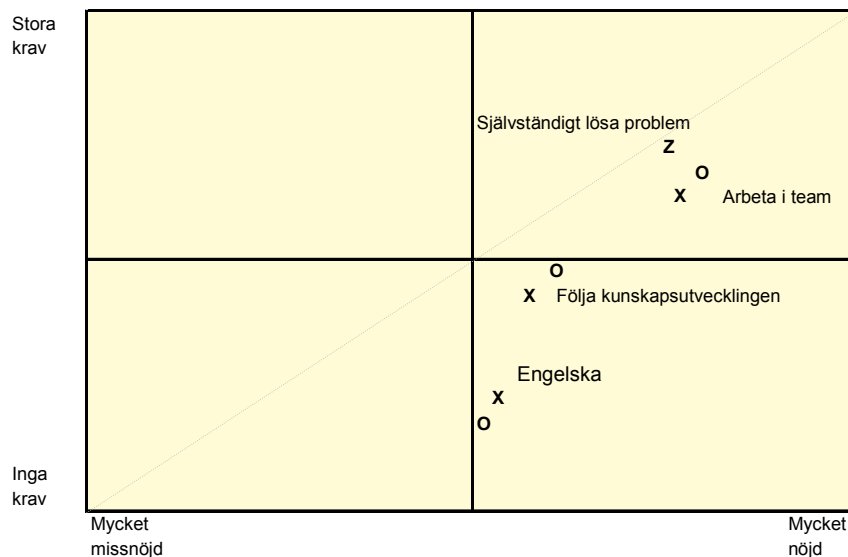 Stora
krav
Självständigt lösa problem
Z
O
X Arbeta i team
O
X Följa kunskapsutvecklingen
Engelska
X
O
Inga
krav
Mycket
missnöjd
Mycket
nöjd